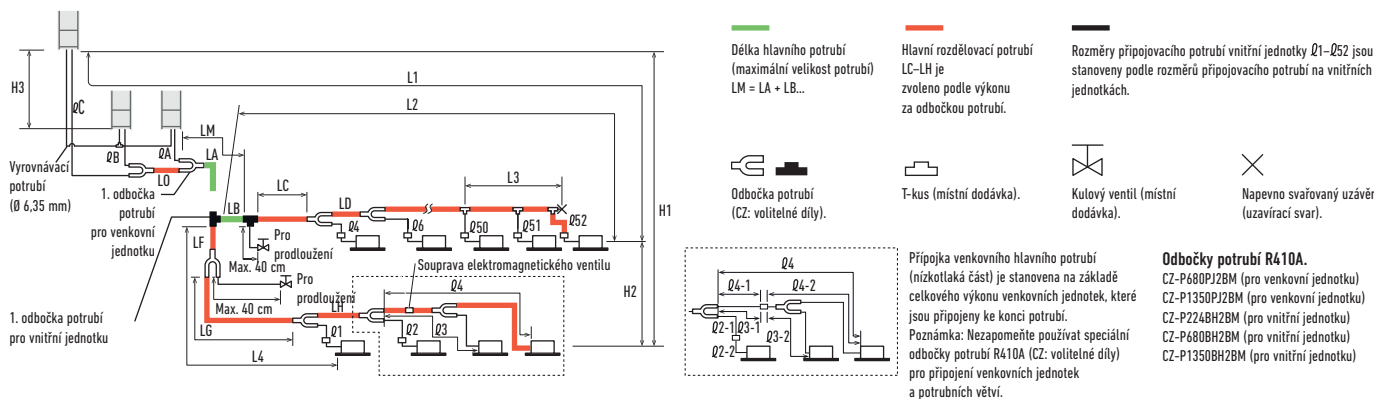 H3
ℓC
ℓB
ℓA
LM
LA
LO
Vyrovnávací
potrubí
(Ø 6,35 mm)
1. odbočka
potrubí
pro venkovní
jednotku
1. odbočka potrubí
pro vnitřní jednotku
L1
L2
LB
LC
LD
L3
H1
H2
ℓ4
ℓ6
ℓ50
ℓ51
ℓ52
LF
Pro
prodloužení
Max. 40 cm
Pro
prodloužení
Max. 40 cm
Souprava elektromagnetického ventilu
LG
LH
L4
ℓ4
ℓ1
ℓ2
ℓ3
Délka hlavního potrubí
(maximální velikost potrubí)
LM = LA + LB...
Hlavní rozdělovací potrubí
LC–LH je
zvoleno podle výkonu
za odbočkou potrubí.
Rozměry připojovacího potrubí vnitřní jednotky ℓ1–ℓ52 jsou
stanoveny podle rozměrů připojovacího potrubí na vnitřních
jednotkách.
Odbočka potrubí
(CZ: volitelné díly).
T-kus (místní dodávka).
Kulový ventil (místní
dodávka).
Napevno svařovaný uzávěr
(uzavírací svar).
ℓ4
ℓ4-1
ℓ4-2
ℓ2-1
ℓ3-1
ℓ2-2
ℓ3-2
Přípojka venkovního hlavního potrubí
(nízkotlaká část) je stanovena na základě
celkového výkonu venkovních jednotek, které
jsou připojeny ke konci potrubí.
Poznámka: Nezapomeňte používat speciální
odbočky potrubí R410A (CZ: volitelné díly)
pro připojení venkovních jednotek
a potrubních větví.
Odbočky potrubí R410A.
CZ-P680PJ2BM (pro venkovní jednotku)
CZ-P1350PJ2BM (pro venkovní jednotku)
CZ-P224BH2BM (pro vnitřní jednotku)
CZ-P680BH2BM (pro vnitřní jednotku)
CZ-P1350BH2BM (pro vnitřní jednotku)